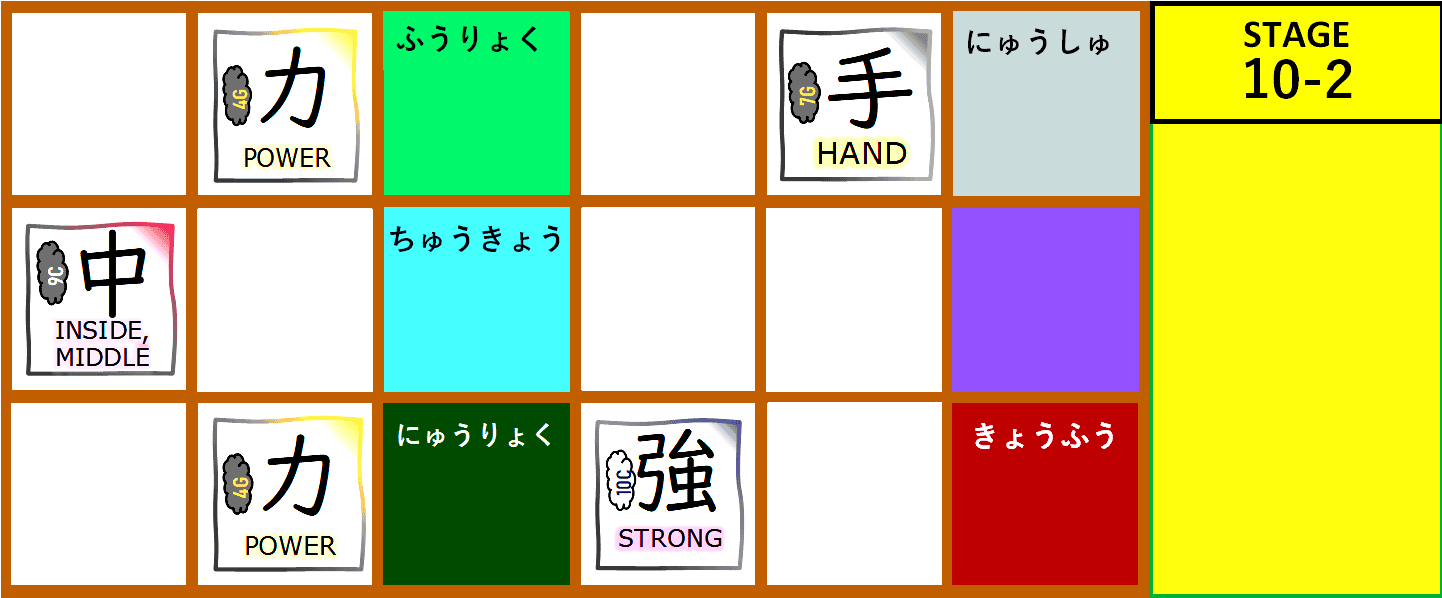 4G
力
POWER
ふうりょく
7G
手
HAND
にゅうしゅ
STAGE
10-2
9C
中
INSIDE,
MIDDLE
ちゅうきょう
4G
力
POWER
にゅうりょく
10C
強
STRONG
きょうふう